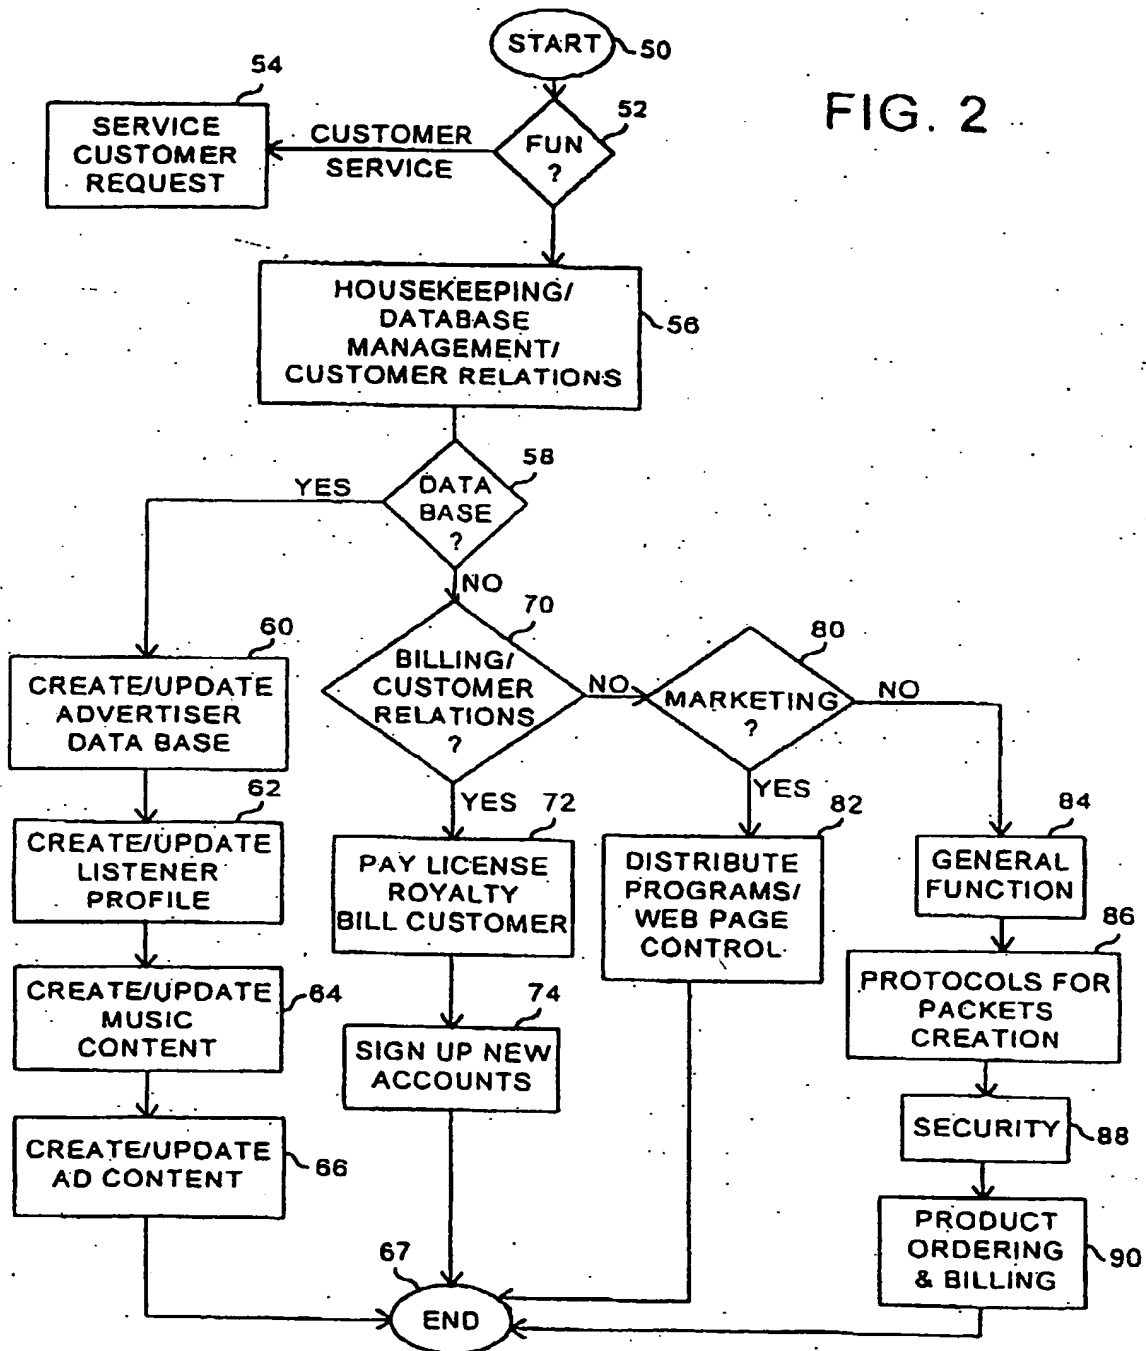 START
50
FIG. 2
54
52
SERVICE
CUSTOMER
REQUEST
CUSTOMER
SERVICE
FUN
?
HOUSEKEEPING/
DATABASE
MANAGEMENT/
CUSTOMER RELATIONS
56
58
YES
DATA
BASE
?
NO
60
CREATE/UPDATE
ADVERTISER
DATA BASE
70
BILLING/
CUSTOMER
RELATIONS
?
NO
80
MARKETING
?
NO
YES
YES
62
CREATE/UPDATE
LISTENER
PROFILE
72
PAY LICENSE
ROYALTY
BILL CUSTOMER
82
DISTRIBUTE
PROGRAMS/
WEB PAGE
CONTROL
84
GENERAL
FUNCTION
86
PROTOCOLS FOR
PACKETS
CREATION
CREATE/UPDATE
MUSIC
CONTENT
64
74
SIGN UP NEW
ACCOUNTS
SECURITY
88
CREATE/UPDATE
AD CONTENT
66
PRODUCT
ORDERING
& BILLING
90
67
END